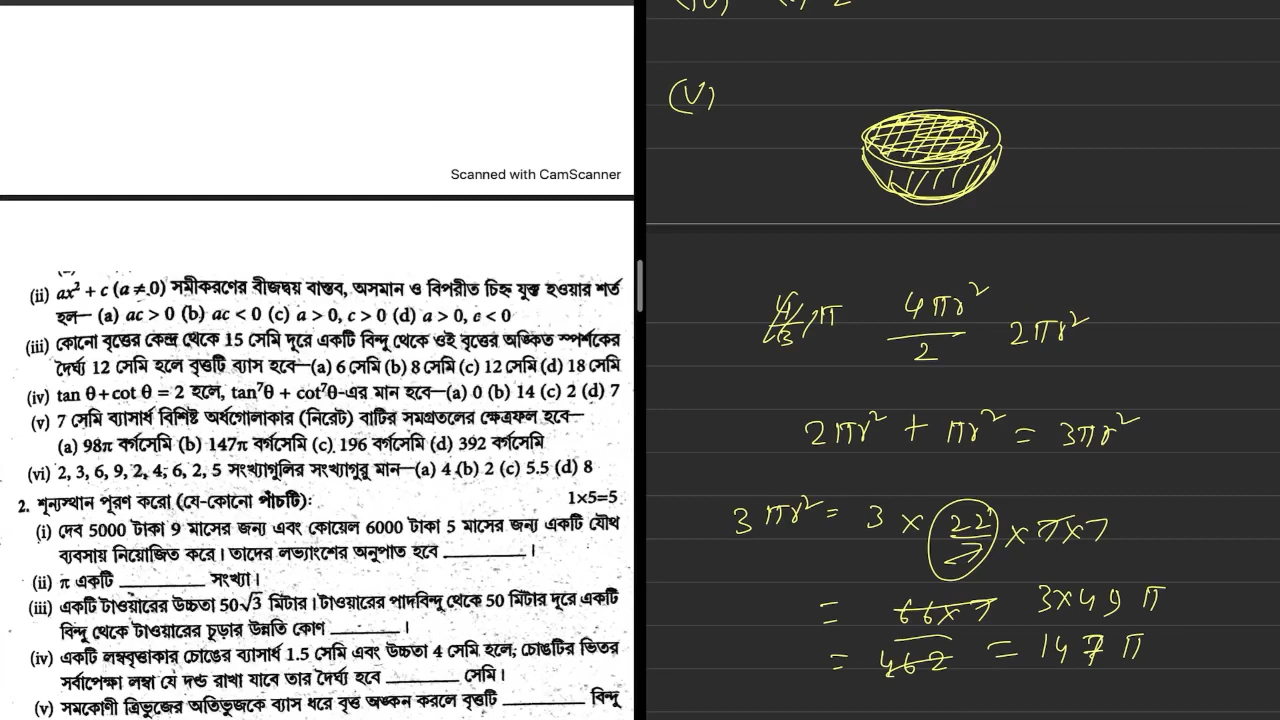 Scanned with CamScanner
(ii) ax² + c (a ≠ 0) সমীকরণের বীজদ্বয় বাস্তব, অসমান ও বিপরীত চিহ্ন যুক্ত হওয়ার শর্ত
হল— (a) ac > 0 (b) ac < 0 (c) a > 0, c > 0 (d) a > 0, c < 0
(iii) কোনো বৃত্তের কেন্দ্র থেকে 15 সেমি দূরে একটি বিন্দু থেকে ওই বৃত্তের অঙ্কিত স্পর্শকের
দৈর্ঘ্য 12 সেমি হলে বৃত্তটি ব্যাস হবে—(a) 6 সেমি (b) 8 সেমি (c) 12 সেমি (d) 18 সেমি
(iv) tan θ + cot θ = 2 হলে, tan⁷θ + cot⁷θ-এর মান হবে—(a) 0 (b) 14 (c) 2 (d) 7
(v) 7 সেমি ব্যাসার্ধ বিশিষ্ট অর্ধগোলাকার (নিরেট) বাটির সমগ্রতলের ক্ষেত্রফল হবে—
(a) 98π বর্গসেমি (b) 147π বর্গসেমি (c) 196 বর্গসেমি (d) 392 বর্গসেমি
(vi) 2, 3, 6, 9, 2, 4, 6, 2, 5 সংখ্যাগুলির সংখ্যাগুরু মান—(a) 4 (b) 2 (c) 5.5 (d) 8
2. শূন্যস্থান পূরণ করো (যে-কোনো পাঁচটি): 1×5=5
(i) দেব 5000 টাকা 9 মাসের জন্য এবং কোয়েল 6000 টাকা 5 মাসের জন্য একটি যৌথ
ব্যবসায় নিয়োজিত করে। তাদের লভ্যাংশের অনুপাত হবে ________ ।
(ii) π একটি ________ সংখ্যা।
(iii) একটি টাওয়ারের উচ্চতা 50√3 মিটার। টাওয়ারের পাদবিন্দু থেকে 50 মিটার দূরে একটি
বিন্দু থেকে টাওয়ারের চূড়ার উন্নতি কোণ ________ ।
(iv) একটি লম্ববৃত্তাকার চোঙের ব্যাসার্ধ 1.5 সেমি এবং উচ্চতা 4 সেমি হলে, চোঙটির ভিতর
সর্বাপেক্ষা লম্বা যে দন্ড রাখা যাবে তার দৈর্ঘ্য হবে ________ সেমি।
(v) সমকোণী ত্রিভুজের অতিভুজকে ব্যাস ধরে বৃত্ত অঙ্কন করলে বৃত্তটি ________ বিন্দু
(V)
4πr²/2 2πr²
2πr² + πr² = 3πr²
3πr² = 3 × 22/7 × 7×7
= 66×7 3×49 π
= 462 = 147 π